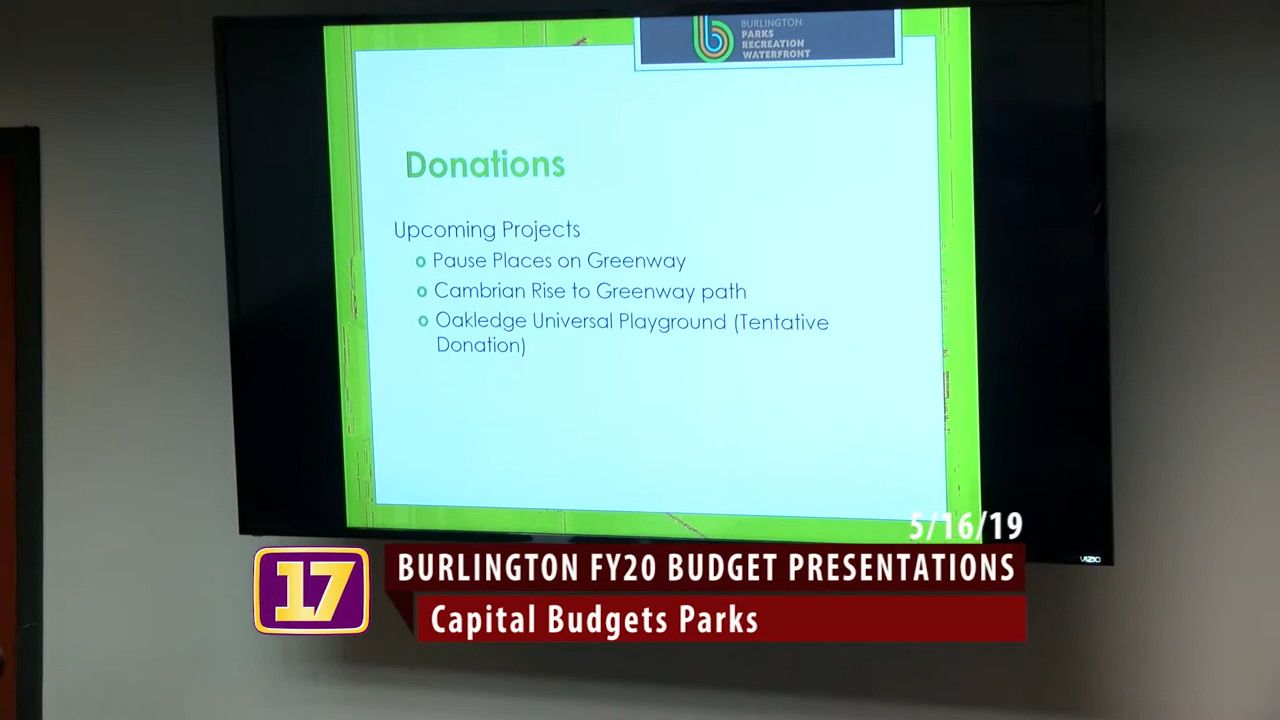 BURLINGTON
PARKS
RECREATION
WATERFRONT
Donations
Upcoming Projects
o Pause Places on Greenway
o Cambrian Rise to Greenway path
o Oakledge Universal Playground (Tentative
Donation)
VIZIO
5/16/19
17
BURLINGTON FY20 BUDGET PRESENTATIONS
Capital Budgets Parks